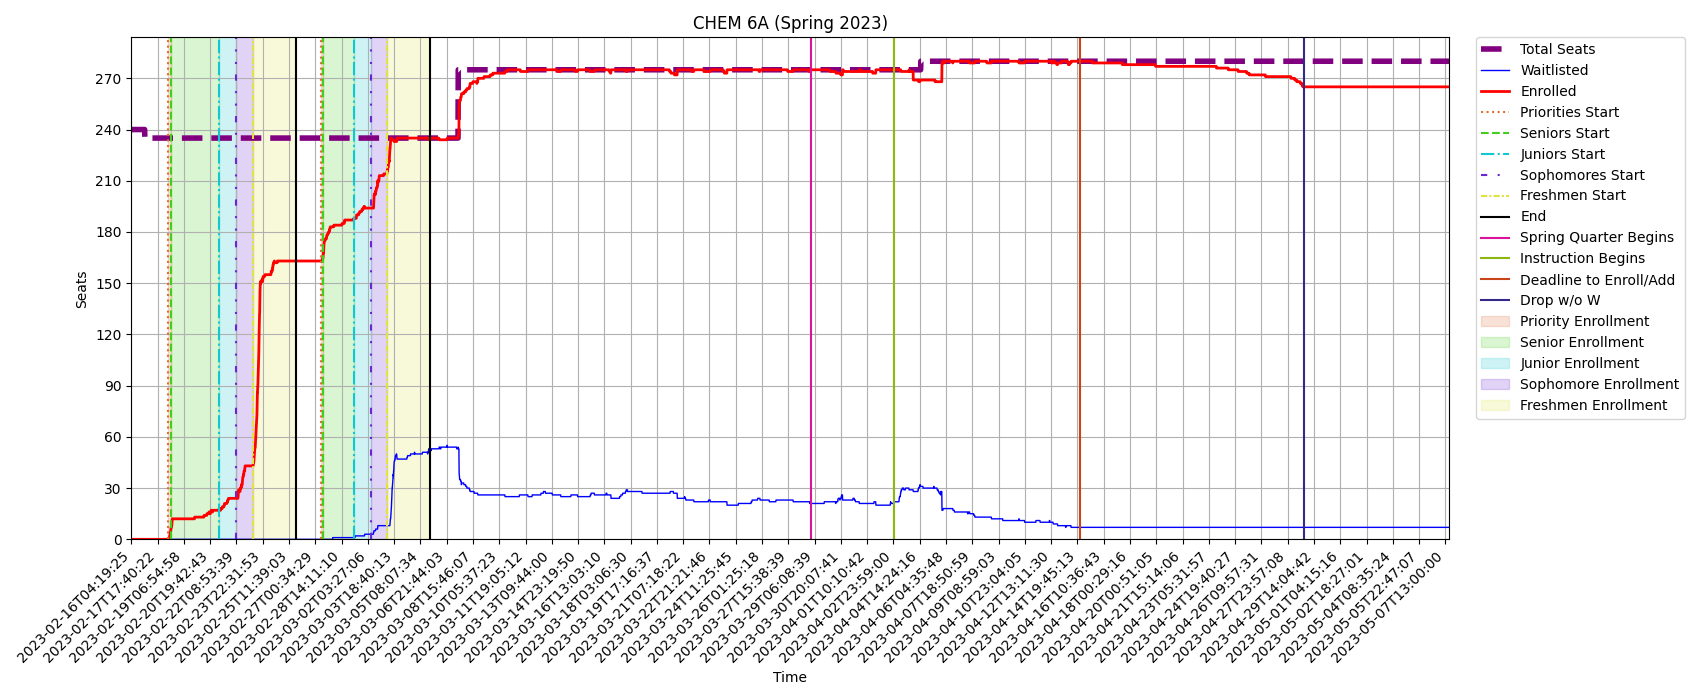 CHEM 6A (Spring 2023)
Seats
270
240
210
180
150
120
90
60
30
0
2023-02-16T04:19:25
2023-02-17T17:40:22
2023-02-19T06:54:58
2023-02-20T19:42:43
2023-02-22T08:53:39
2023-02-23T22:31:53
2023-02-25T11:39:03
2023-02-27T00:34:29
2023-02-28T14:11:10
2023-03-02T03:27:06
2023-03-03T18:40:13
2023-03-05T08:07:34
2023-03-06T21:44:03
2023-03-08T15:46:07
2023-03-10T05:37:23
2023-03-11T19:05:12
2023-03-13T09:44:00
2023-03-14T23:19:50
2023-03-16T13:03:10
2023-03-18T03:06:30
2023-03-19T17:16:37
2023-03-21T07:18:22
2023-03-22T21:21:46
2023-03-24T11:25:45
2023-03-26T01:25:18
2023-03-27T15:38:39
2023-03-29T06:08:39
2023-03-30T20:07:41
2023-04-01T10:10:42
2023-04-02T23:59:00
2023-04-04T14:24:16
2023-04-06T04:35:48
2023-04-07T18:50:59
2023-04-09T08:59:03
2023-04-10T23:04:05
2023-04-12T13:11:30
2023-04-14T19:45:13
2023-04-16T10:36:43
2023-04-18T00:29:16
2023-04-20T00:51:05
2023-04-21T15:14:06
2023-04-23T05:31:57
2023-04-24T19:40:27
2023-04-26T09:57:31
2023-04-27T23:57:08
2023-04-29T14:04:42
2023-05-01T04:15:16
2023-05-02T18:27:01
2023-05-04T08:35:24
2023-05-05T22:47:07
2023-05-07T13:00:00
Time
Total Seats
Waitlisted
Enrolled
Priorities Start
Seniors Start
Juniors Start
Sophomores Start
Freshmen Start
End
Spring Quarter Begins
Instruction Begins
Deadline to Enroll/Add
Drop w/o W
Priority Enrollment
Senior Enrollment
Junior Enrollment
Sophomore Enrollment
Freshmen Enrollment